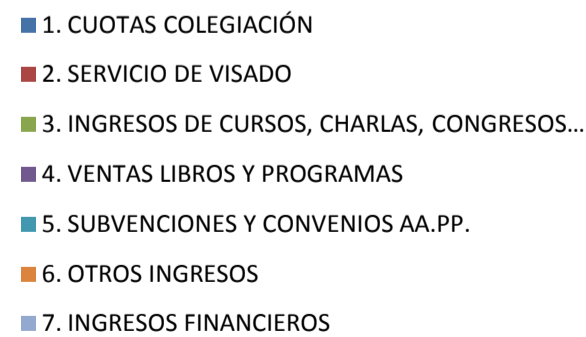 1. CUOTAS COLEGIACIÓN
2. SERVICIO DE VISADO
3. INGRESOS DE CURSOS, CHARLAS, CONGRESOS…
4. VENTAS LIBROS Y PROGRAMAS
5. SUBVENCIONES Y CONVENIOS AA.PP.
6. OTROS INGRESOS
7. INGRESOS FINANCIEROS